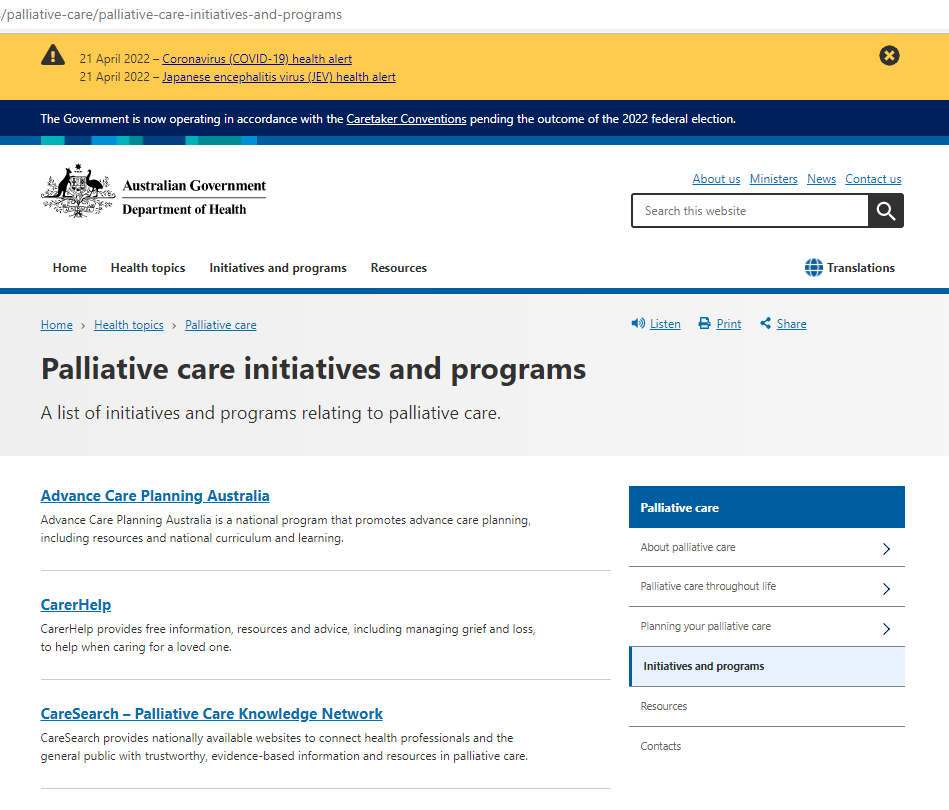 /palliative-care/palliative-care-initiatives-and-programs
21 April 2022 – Coronavirus (COVID-19) health alert
21 April 2022 – Japanese encephalitis virus (JEV) health alert
The Government is now operating in accordance with the Caretaker Conventions pending the outcome of the 2022 federal election.
Australian Government
Department of Health
About us Ministers News Contact us
Search this website
Home Health topics Initiatives and programs Resources Translations
Home › Health topics › Palliative care
Listen Print Share
Palliative care initiatives and programs
A list of initiatives and programs relating to palliative care.
Advance Care Planning Australia
Advance Care Planning Australia is a national program that promotes advance care planning,
including resources and national curriculum and learning.
CarerHelp
CarerHelp provides free information, resources and advice, including managing grief and loss,
to help when caring for a loved one.
CareSearch – Palliative Care Knowledge Network
CareSearch provides nationally available websites to connect health professionals and the
general public with trustworthy, evidence-based information and resources in palliative care.
Palliative care
About palliative care
Palliative care throughout life
Planning your palliative care
Initiatives and programs
Resources
Contacts